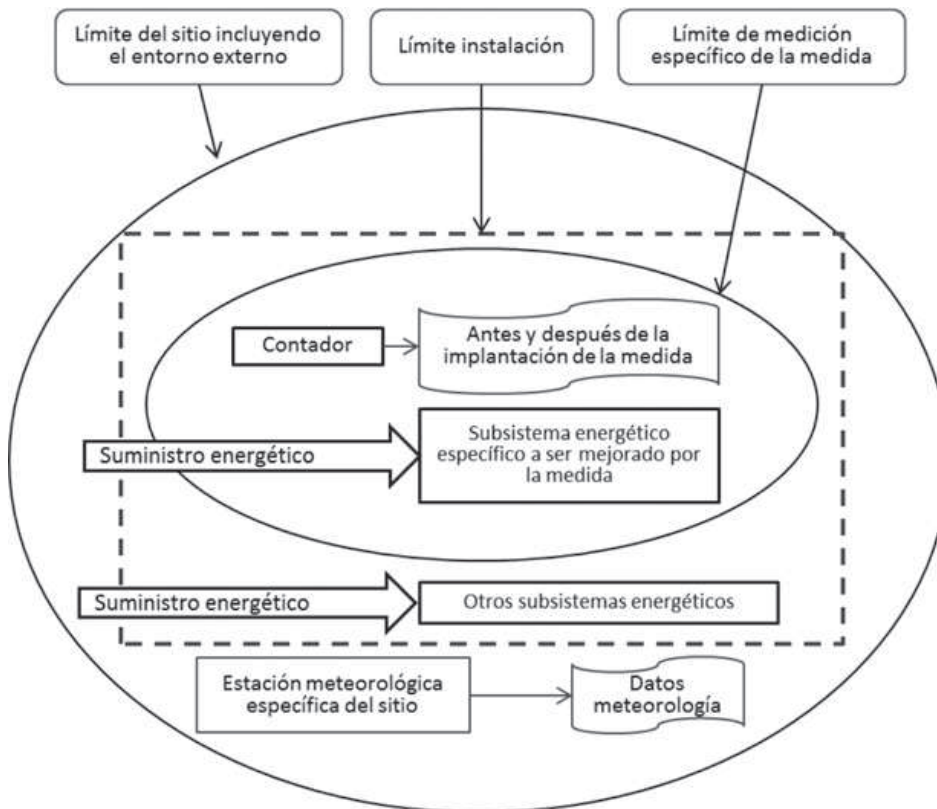 Límite del sitio incluyendo
el entorno externo
Límite instalación
Límite de medición
específico de la medida
Contador
Antes y después de la
implantación de la medida
Suministro energético
Subsistema energético
específico a ser mejorado por
la medida
Suministro energético
Otros subsistemas energéticos
Estación meteorológica
específica del sitio
Datos
meteorología